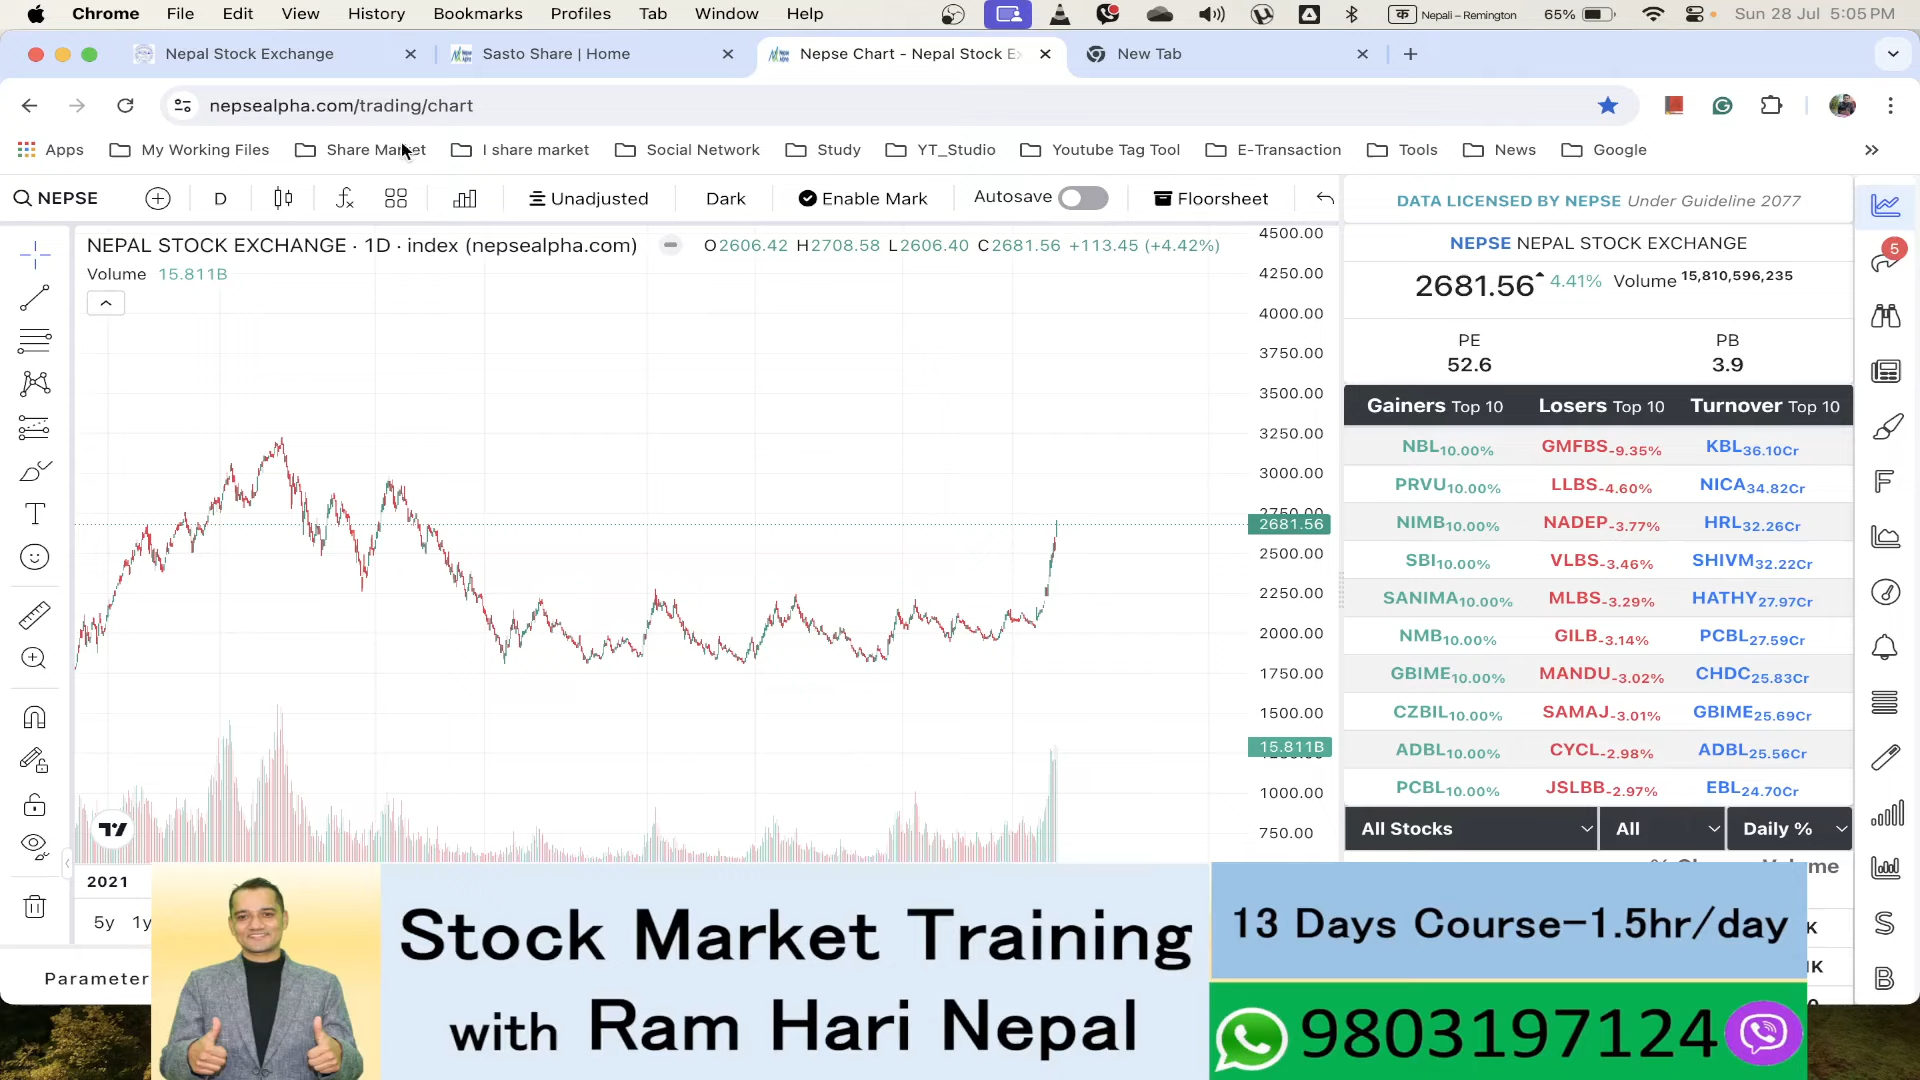 Chrome File Edit View History Bookmarks Profiles Tab Window Help क Nepali – Remington 65% Sun 28 Jul 5:05 PM
Nepal Stock Exchange Sasto Share | Home Nepse Chart - Nepal Stock Ex New Tab
nepsealpha.com/trading/chart
Apps My Working Files Share Market I share market Social Network Study YT_Studio Youtube Tag Tool E-Transaction Tools News Google
NEPSE D Unadjusted Dark Enable Mark Autosave Floorsheet
DATA LICENSED BY NEPSE Under Guideline 2077
NEPAL STOCK EXCHANGE · 1D · index (nepsealpha.com) O2606.42 H2708.58 L2606.40 C2681.56 +113.45 (+4.42%)
Volume 15.811B
4500.00
4250.00
4000.00
3750.00
3500.00
3250.00
3000.00
2750.00
2681.56
2500.00
2250.00
2000.00
1750.00
1500.00
15.811B
1000.00
750.00
2021
5y 1y
Parameter
NEPSE NEPAL STOCK EXCHANGE
2681.56 4.41% Volume 15,810,596,235
PE PB
52.6 3.9
Gainers Top 10 Losers Top 10 Turnover Top 10
NBL10.00% GMFBS-9.35% KBL36.10Cr
PRVU10.00% LLBS-4.60% NICA34.82Cr
NIMB10.00% NADEP-3.77% HRL32.26Cr
SBI10.00% VLBS-3.46% SHIVM32.22Cr
SANIMA10.00% MLBS-3.29% HATHY27.97Cr
NMB10.00% GILB-3.14% PCBL27.59Cr
GBIME10.00% MANDU-3.02% CHDC25.83Cr
CZBIL10.00% SAMAJ-3.01% GBIME25.69Cr
ADBL10.00% CYCL-2.98% ADBL25.56Cr
PCBL10.00% JSLBB-2.97% EBL24.70Cr
All Stocks All Daily %
5
F
S
B
Stock Market Training
with Ram Hari Nepal
13 Days Course-1.5hr/day
9803197124